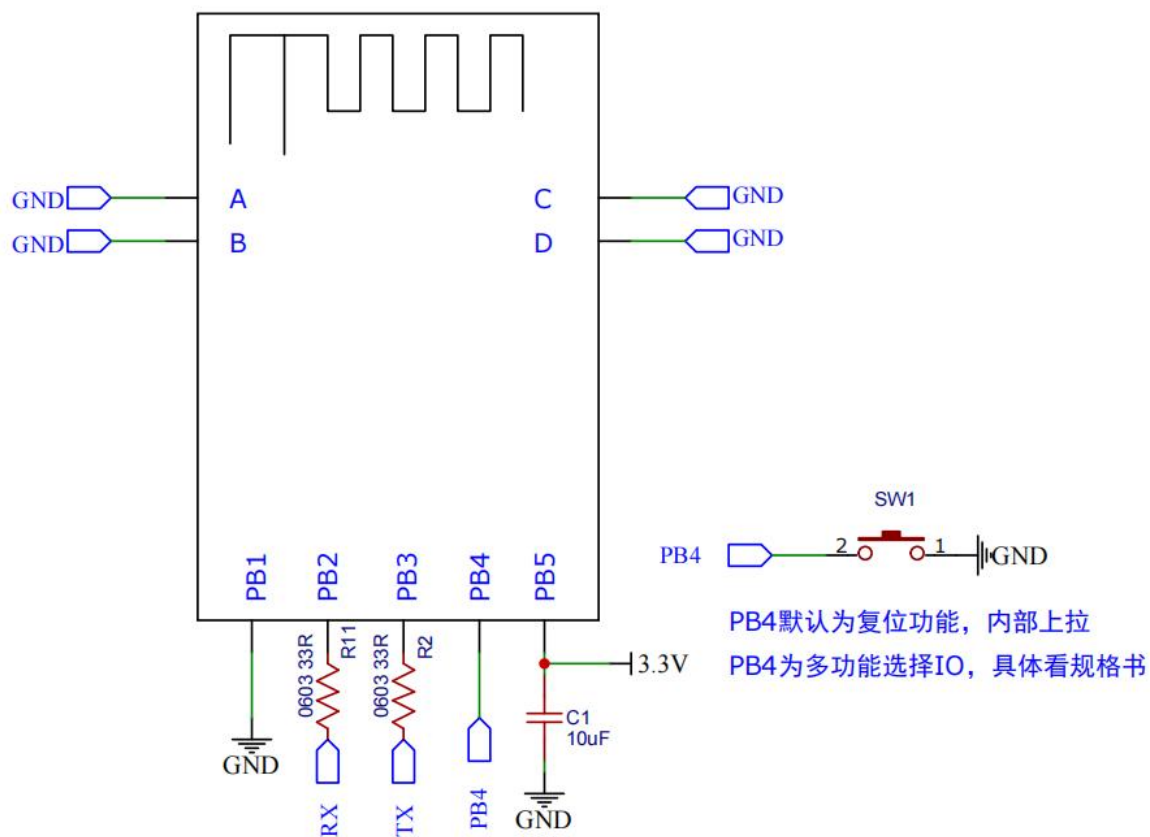 GND
A
C
GND
GND
B
D
GND
PB1
PB2
PB3
PB4
PB5
SW1
PB4
2
1
GND
PB4默认为复位功能，内部上拉
PB4为多功能选择IO，具体看规格书
0603 33R
R11
0603 33R
R2
3.3V
C1
10uF
GND
RX
TX
PB4
GND